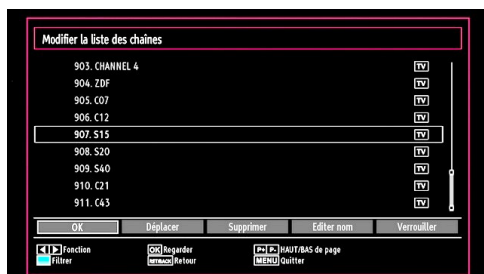 Modifier la liste des chaînes
903. CHANNEL 4 TV
904. ZDF TV
905. C07 TV
906. C12 TV
907. S15 TV
908. S20 TV
909. S40 TV
910. C21 TV
911. C43 TV
OK Déplacer Supprimer Editer nom Verrouiller
Fonction OK Regarder P+ P- HAUT/BAS de page
Filtrer RETBACK Retour MENU Quitter